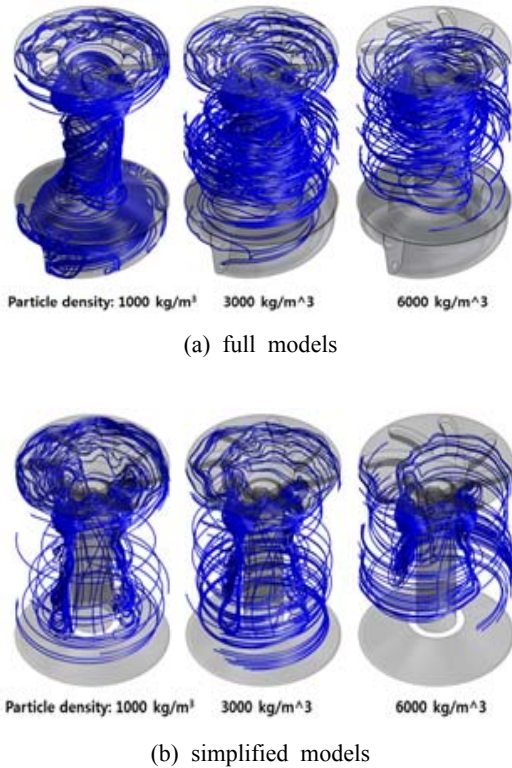 Particle density: 1000 kg/m³ 3000 kg/m^3 6000 kg/m^3
(a) full models
Particle density: 1000 kg/m³ 3000 kg/m^3 6000 kg/m^3
(b) simplified models